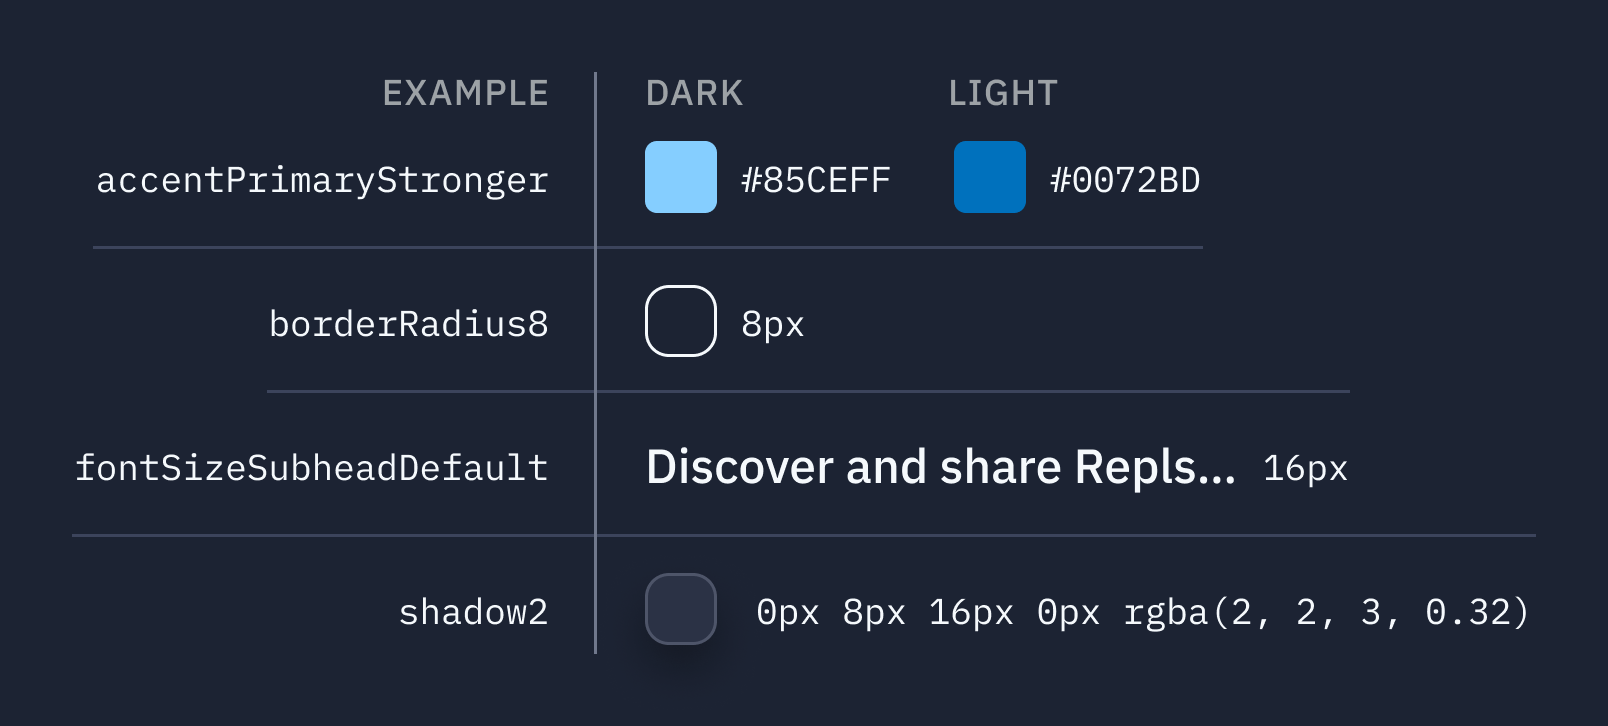 EXAMPLE DARK LIGHT
accentPrimaryStronger #85CEFF #0072BD
borderRadius8 8px
fontSizeSubheadDefault Discover and share Repls... 16px
shadow2 0px 8px 16px 0px rgba(2, 2, 3, 0.32)